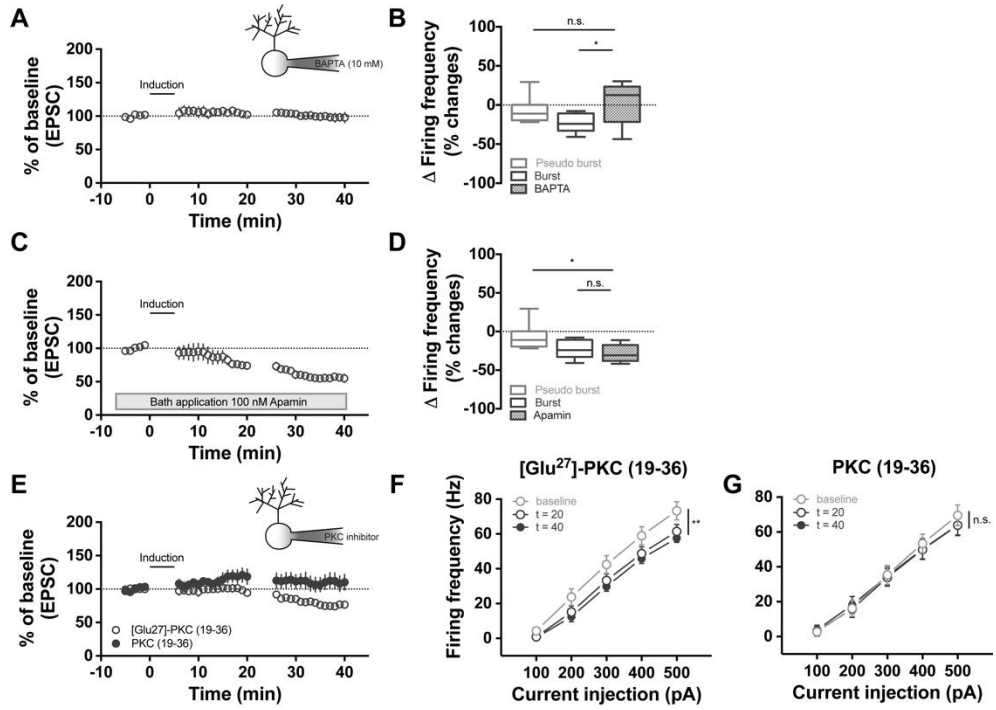 A
% of baseline
(EPSC)
200
150
100
50
0
Induction
BAPTA (10 mM)
-10 0 10 20 30 40
Time (min)
B
Δ Firing frequency
(% changes)
100
50
0
-50
-100
n.s.
*
Pseudo burst
Burst
BAPTA
C
% of baseline
(EPSC)
200
150
100
50
0
Induction
Bath application 100 nM Apamin
-10 0 10 20 30 40
Time (min)
D
Δ Firing frequency
(% changes)
100
50
0
-50
-100
*
n.s.
Pseudo burst
Burst
Apamin
E
% of baseline
(EPSC)
200
150
100
50
0
Induction
PKC inhibitor
[Glu27]-PKC (19-36)
PKC (19-36)
-10 0 10 20 30 40
Time (min)
F
[Glu²⁷]-PKC (19-36)
Firing frequency (Hz)
80
60
40
20
0
baseline
t = 20
t = 40
**
100 200 300 400 500
Current injection (pA)
G
PKC (19-36)
80
60
40
20
0
baseline
t = 20
t = 40
n.s.
100 200 300 400 500
Current injection (pA)